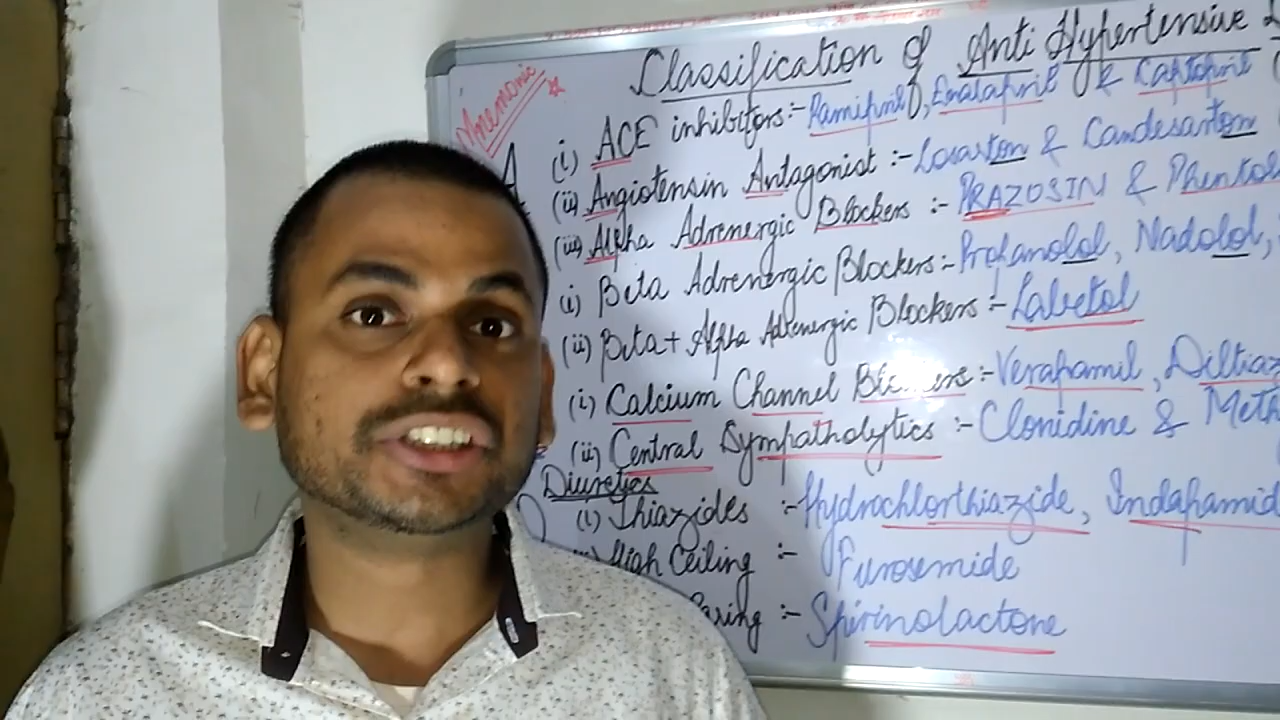 Classification of Anti Hypertensive
Mnemonic
A
(i) ACE inhibitors:- Ramipril, Enalapril & Captopril
(ii) Angiotensin Antagonist :- Losarton & Candesarton
(iii) Alpha Adrenergic Blockers :- PRAZOSIN & Phentol
(i) Beta Adrenergic Blockers:- Propanolol, Nadolol,
(ii) Beta + Alpha Adrenergic Blockers :- Labetol
(i) Calcium Channel Blockers :- Verapamil, Diltiaz
(ii) Central Sympatholytics :- Clonidine & Meth
Diuretics
(i) Thiazides :- Hydrochlorthiazide, Indapamid
High Ceiling :- Furosemide
aring :- Spirinolactone